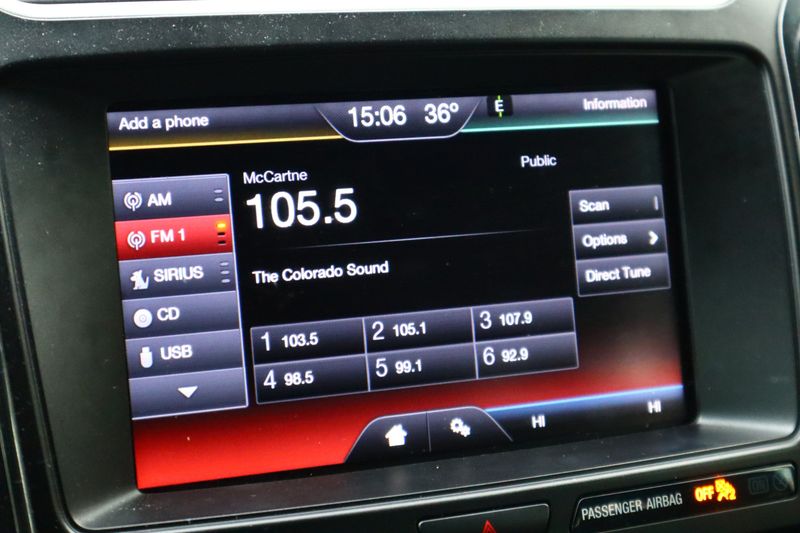 Add a phone 15:06 36° E Information
McCartne Public
105.5
The Colorado Sound
AM
FM 1
SIRIUS
CD
USB
Scan
Options
Direct Tune
1 103.5 2 105.1 3 107.9
4 98.5 5 99.1 6 92.9
HI HI
PASSENGER AIRBAG OFF 2 ON